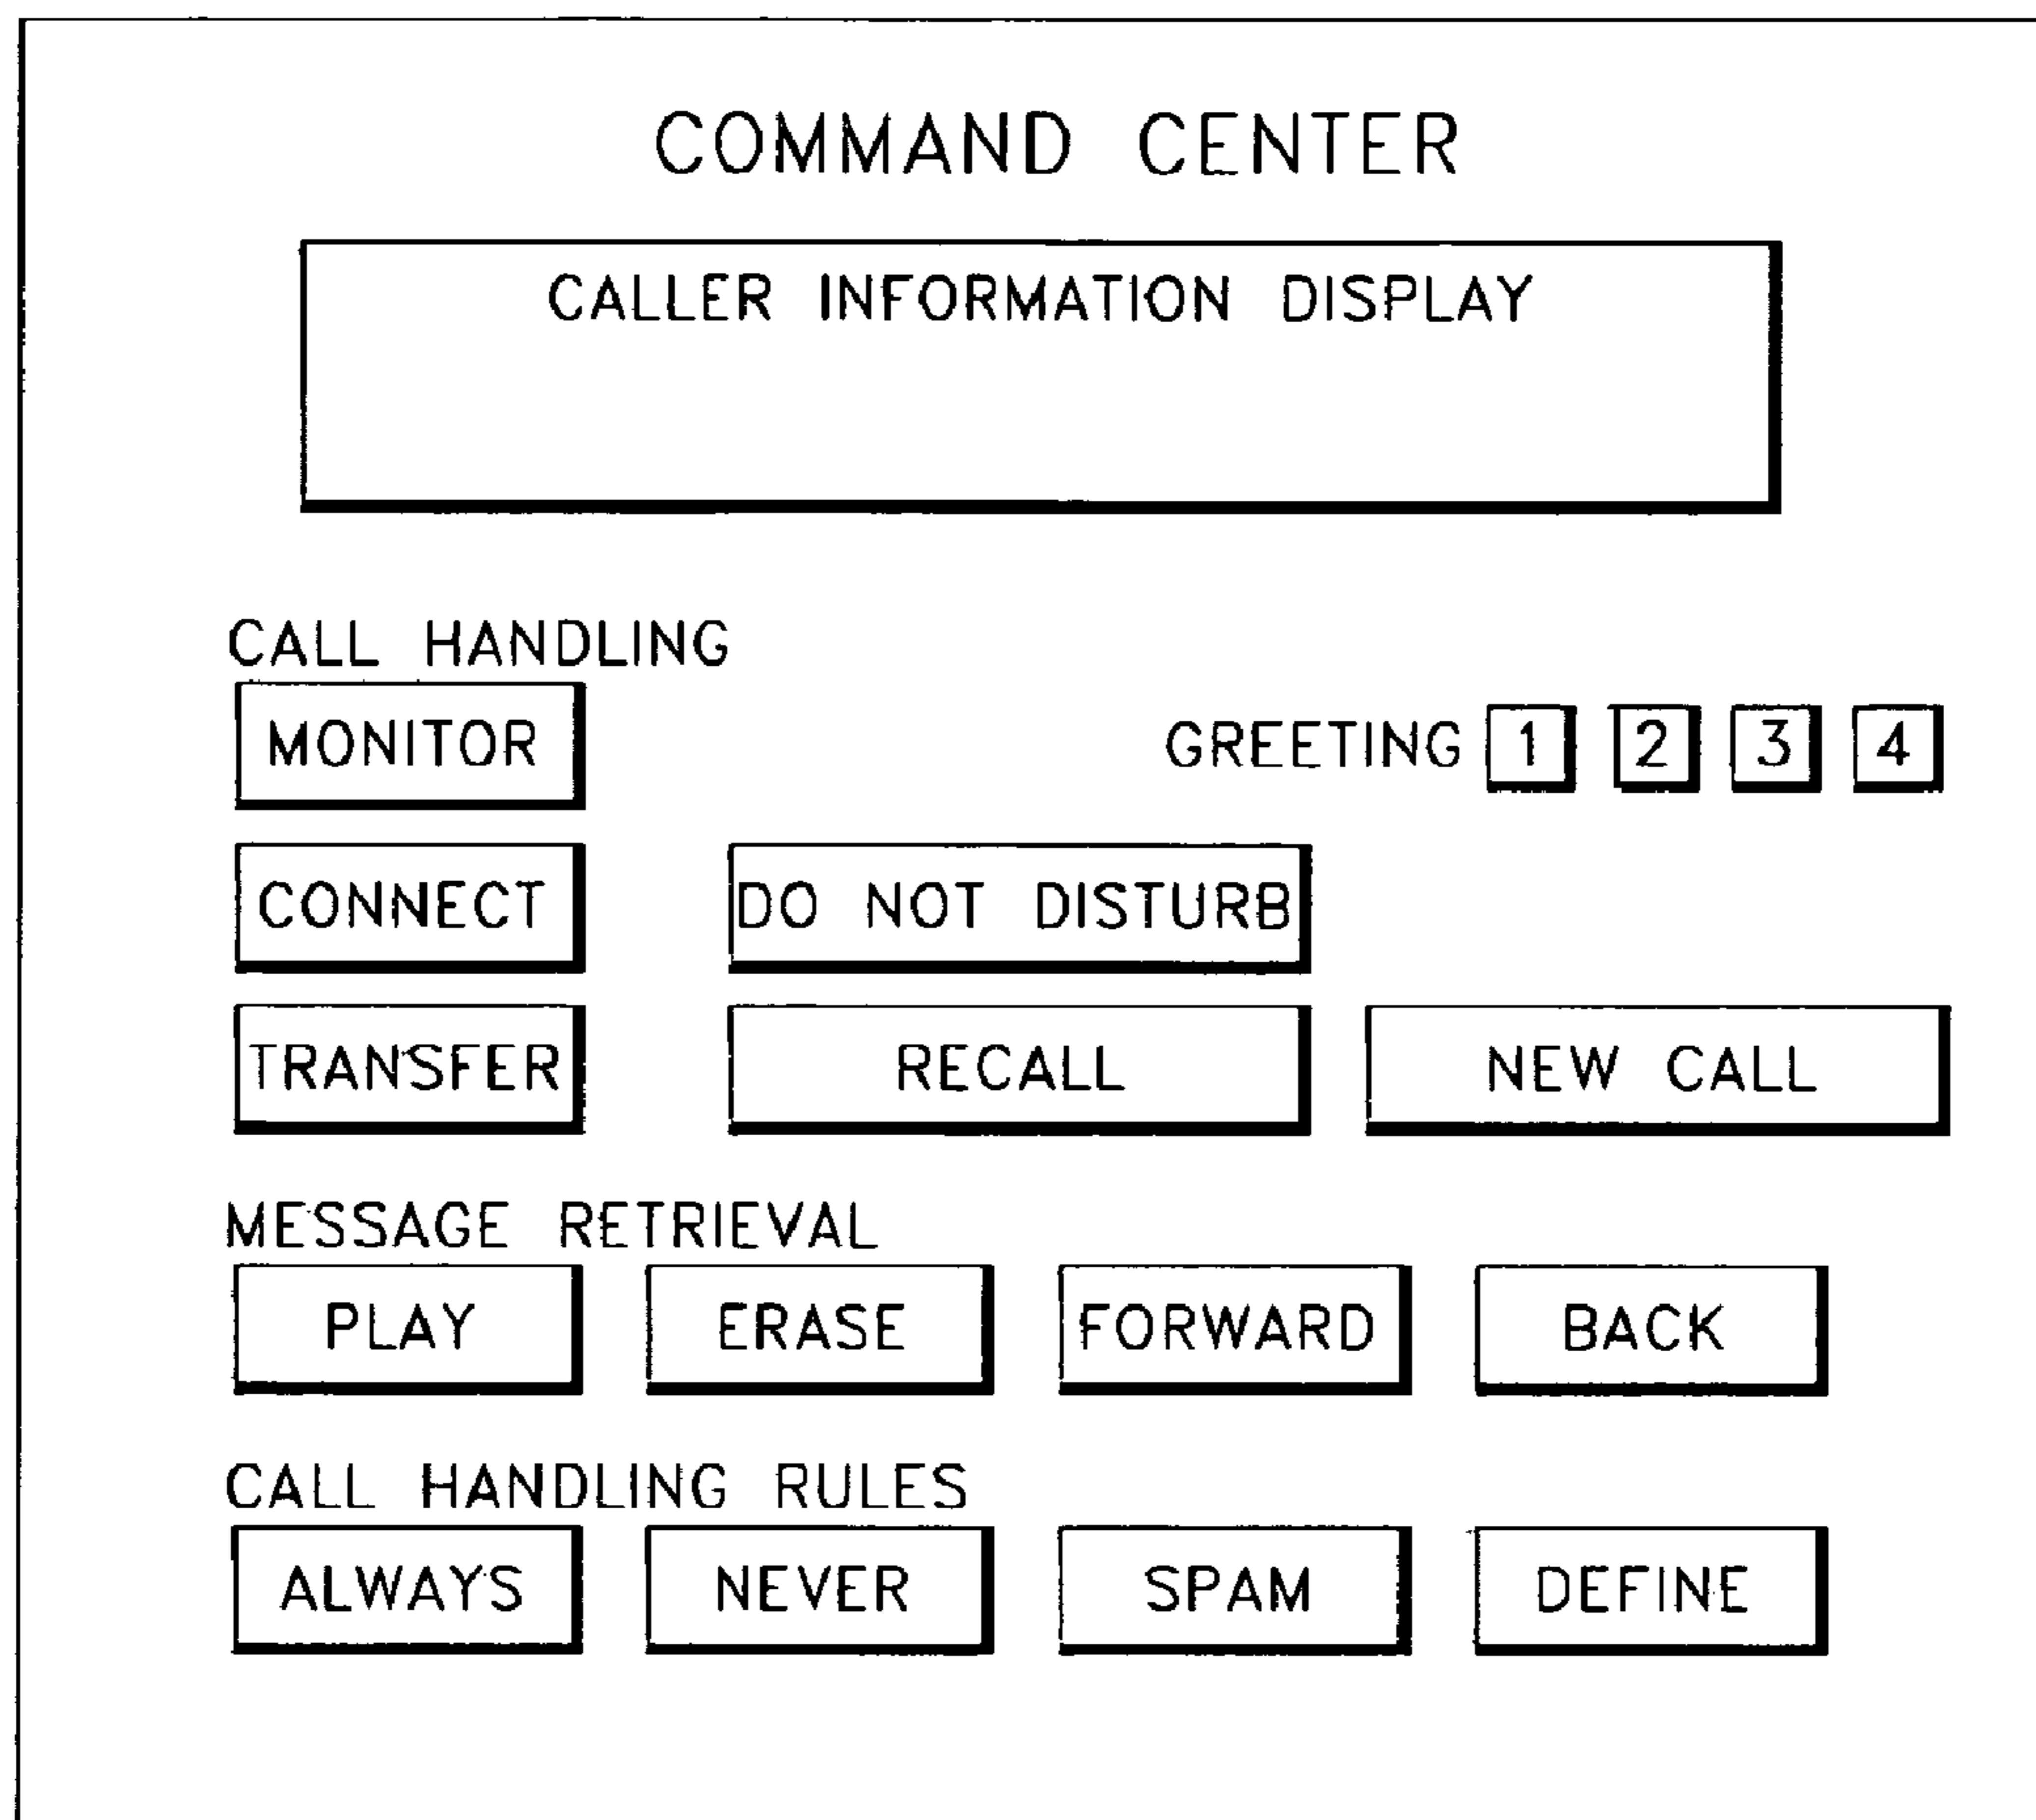 COMMAND CENTER
CALLER INFORMATION DISPLAY
CALL HANDLING
MONITOR GREETING 1 2 3 4
CONNECT DO NOT DISTURB
TRANSFER RECALL NEW CALL
MESSAGE RETRIEVAL
PLAY ERASE FORWARD BACK
CALL HANDLING RULES
ALWAYS NEVER SPAM DEFINE